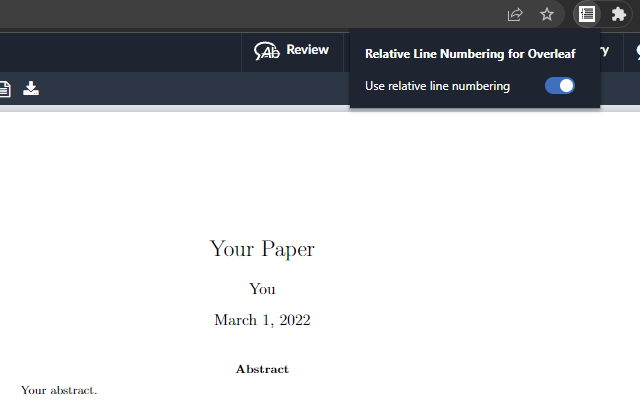 Review
Relative Line Numbering for Overleaf
ry
Use relative line numbering
Your Paper
You
March 1, 2022
Abstract
Your abstract.